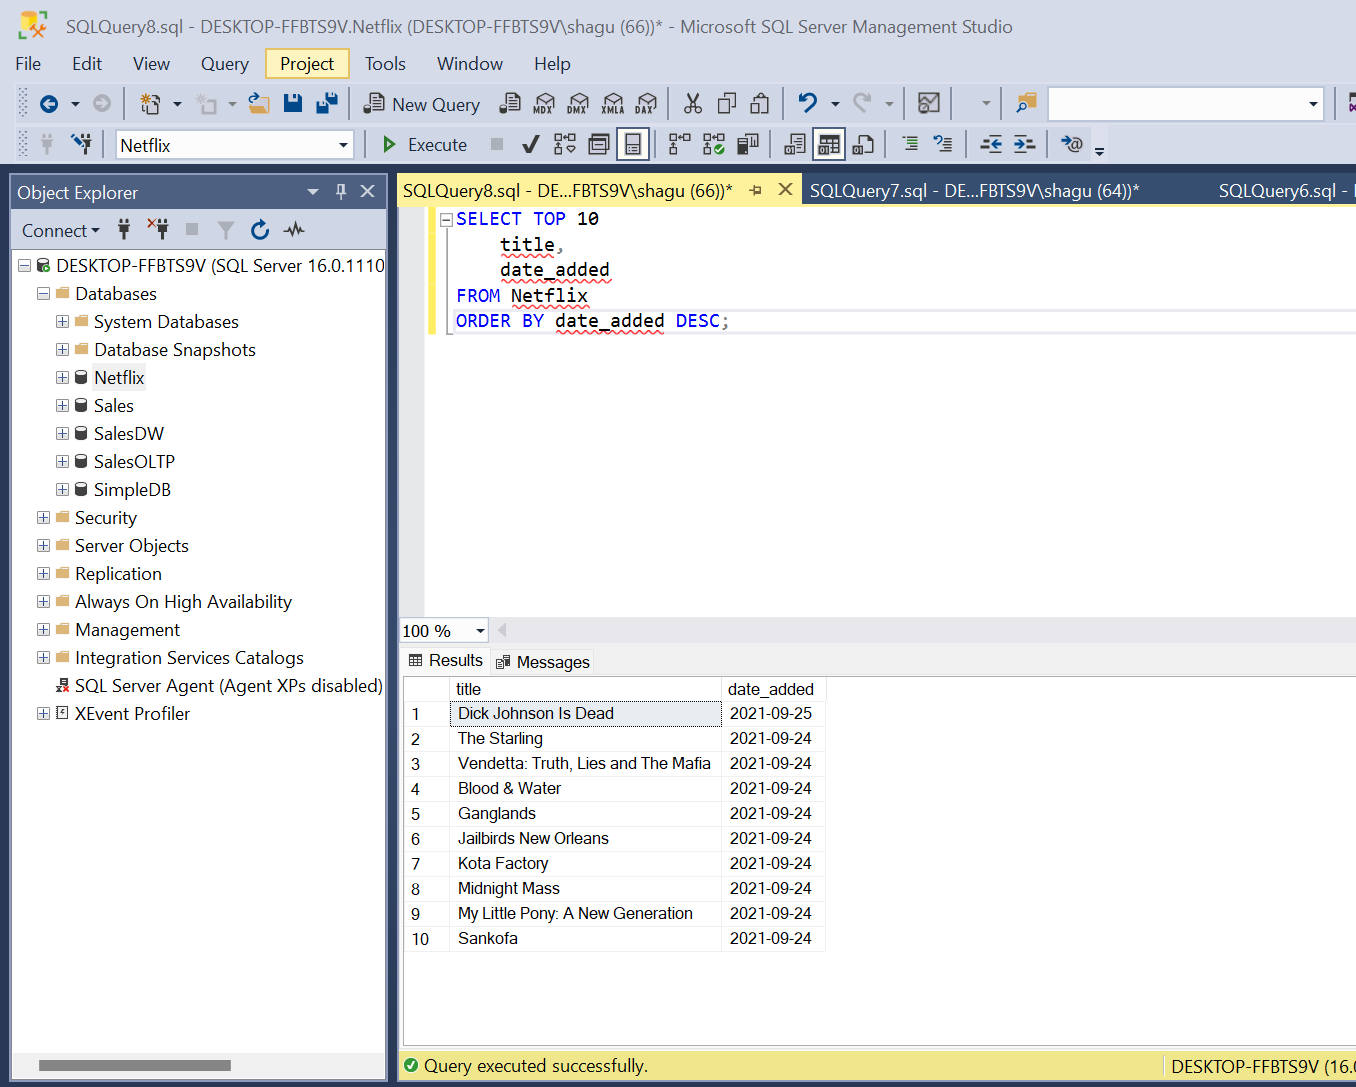 SQLQuery8.sql - DESKTOP-FFBTS9V.Netflix (DESKTOP-FFBTS9V\shagu (66))* - Microsoft SQL Server Management Studio
File Edit View Query Project Tools Window Help
New Query MDX DMX XMLA DAX
Netflix Execute
Object Explorer
Connect
DESKTOP-FFBTS9V (SQL Server 16.0.1110
Databases
System Databases
Database Snapshots
Netflix
Sales
SalesDW
SalesOLTP
SimpleDB
Security
Server Objects
Replication
Always On High Availability
Management
Integration Services Catalogs
SQL Server Agent (Agent XPs disabled)
XEvent Profiler
SQLQuery8.sql - DE...FBTS9V\shagu (66))* SQLQuery7.sql - DE...FBTS9V\shagu (64))* SQLQuery6.sql -
SELECT TOP 10
title,
date_added
FROM Netflix
ORDER BY date_added DESC;
100 %
Results Messages
title date_added
1 Dick Johnson Is Dead 2021-09-25
2 The Starling 2021-09-24
3 Vendetta: Truth, Lies and The Mafia 2021-09-24
4 Blood & Water 2021-09-24
5 Ganglands 2021-09-24
6 Jailbirds New Orleans 2021-09-24
7 Kota Factory 2021-09-24
8 Midnight Mass 2021-09-24
9 My Little Pony: A New Generation 2021-09-24
10 Sankofa 2021-09-24
Query executed successfully. DESKTOP-FFBTS9V (16.0